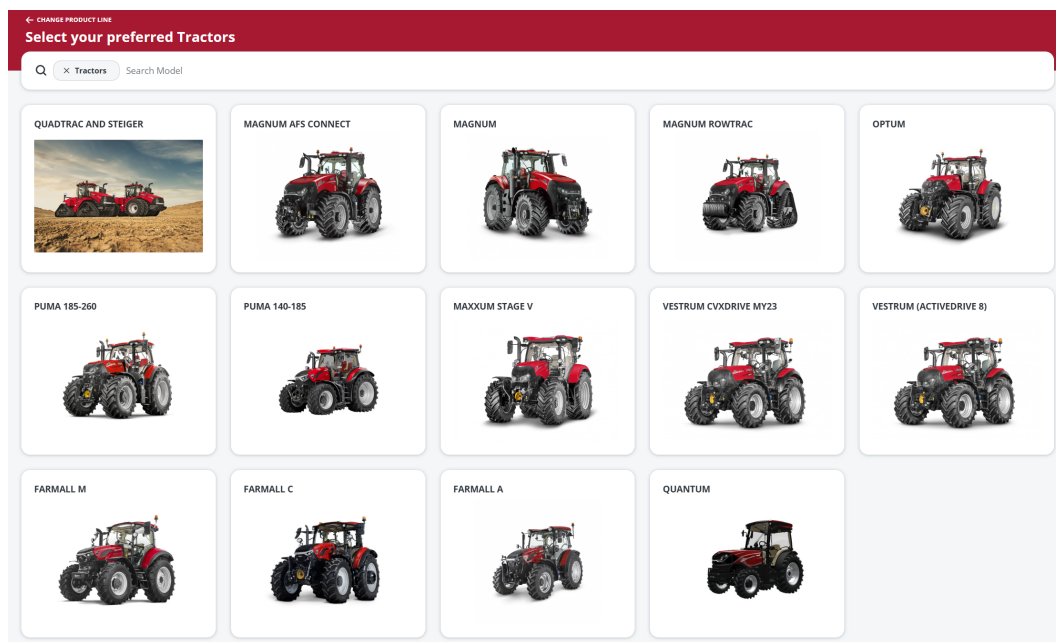 ← CHANGE PRODUCT LINE
Select your preferred Tractors
× Tractors Search Model
QUADTRAC AND STEIGER
MAGNUM AFS CONNECT
MAGNUM
MAGNUM ROWTRAC
OPTUM
PUMA 185-260
PUMA 140-185
MAXXUM STAGE V
VESTRUM CVXDRIVE MY23
VESTRUM (ACTIVEDRIVE 8)
FARMALL M
FARMALL C
FARMALL A
QUANTUM